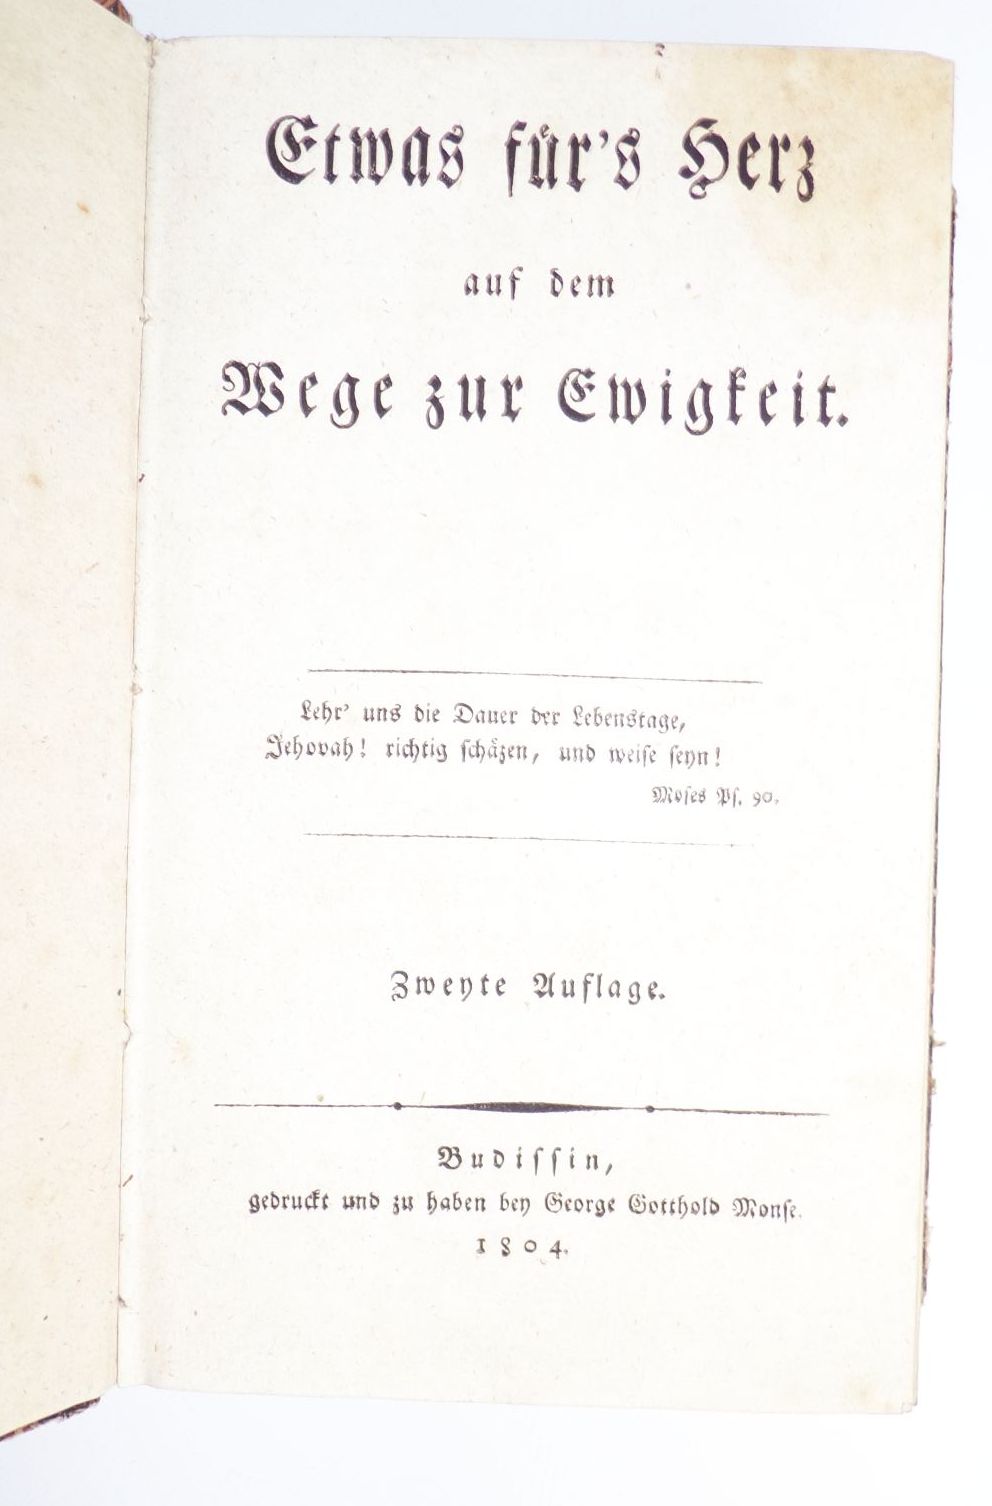 Etwas für's Herz
auf dem
Wege zur Ewigkeit.
Lehr' uns die Dauer der Lebenstage,
Jehovah! richtig schäzen, und weise seyn!
Moses Ps. 90.
Zweyte Auflage.
Budissin,
gedruckt und zu haben bey George Gotthold Monse.
1804.